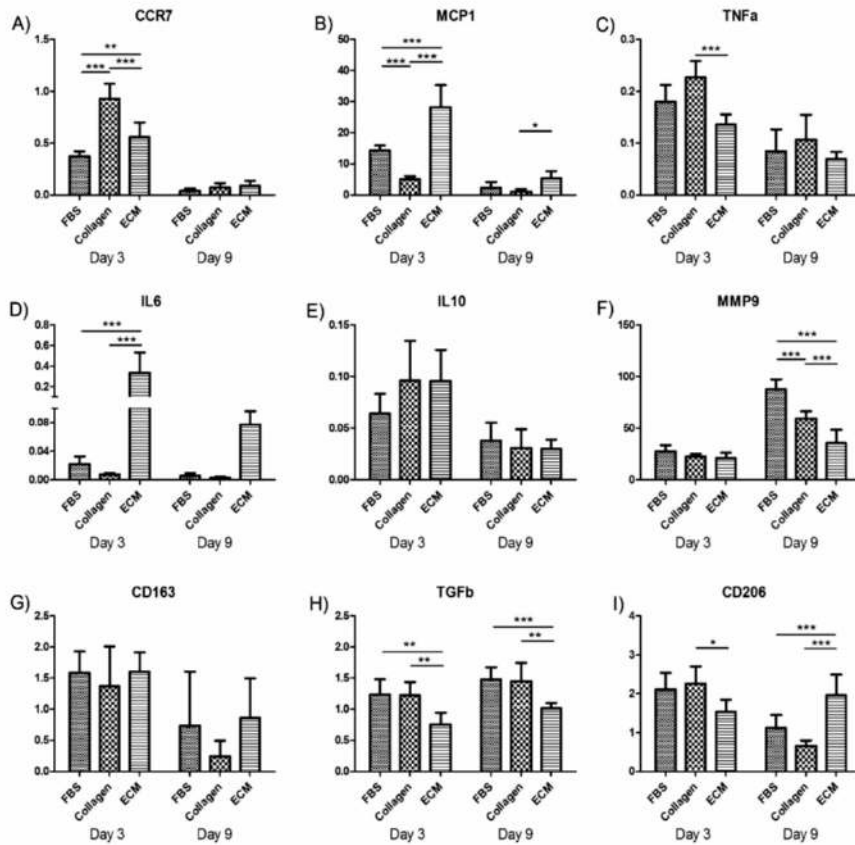 A) CCR7
1.5
1.0
0.5
0.0
** 
*** ***
FBS Collagen ECM FBS Collagen ECM
Day 3 Day 9
B) MCP1
50
40
30
20
10
0
***
*** ***
*
FBS Collagen ECM FBS Collagen ECM
Day 3 Day 9
C) TNFa
0.3
0.2
0.1
0.0
***
FBS Collagen ECM FBS Collagen ECM
Day 3 Day 9
D) IL6
0.8
0.6
0.4
0.2
0.08
0.04
0.00
***
***
FBS Collagen ECM FBS Collagen ECM
Day 3 Day 9
E) IL10
0.15
0.10
0.05
0.00
FBS Collagen ECM FBS Collagen ECM
Day 3 Day 9
F) MMP9
150
100
50
0
***
*** ***
FBS Collagen ECM FBS Collagen ECM
Day 3 Day 9
G) CD163
2.5
2.0
1.5
1.0
0.5
0.0
FBS Collagen ECM FBS Collagen ECM
Day 3 Day 9
H) TGFb
2.5
2.0
1.5
1.0
0.5
0.0
**
**
***
**
FBS Collagen ECM FBS Collagen ECM
Day 3 Day 9
I) CD206
4
3
2
1
0
*
***
***
FBS Collagen ECM FBS Collagen ECM
Day 3 Day 9